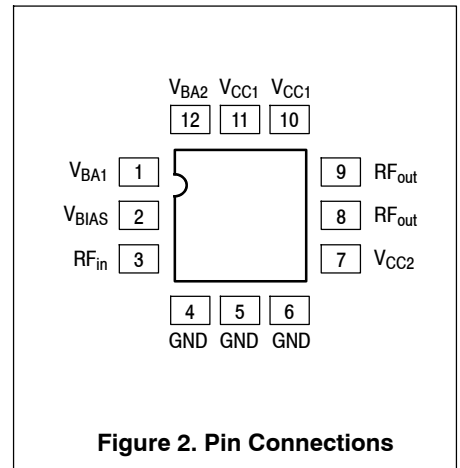 VBA2 VCC1 VCC1
12 11 10
VBA1 1 9 RFout
VBIAS 2 8 RFout
RFin 3 7 VCC2
4 5 6
GND GND GND
Figure 2. Pin Connections